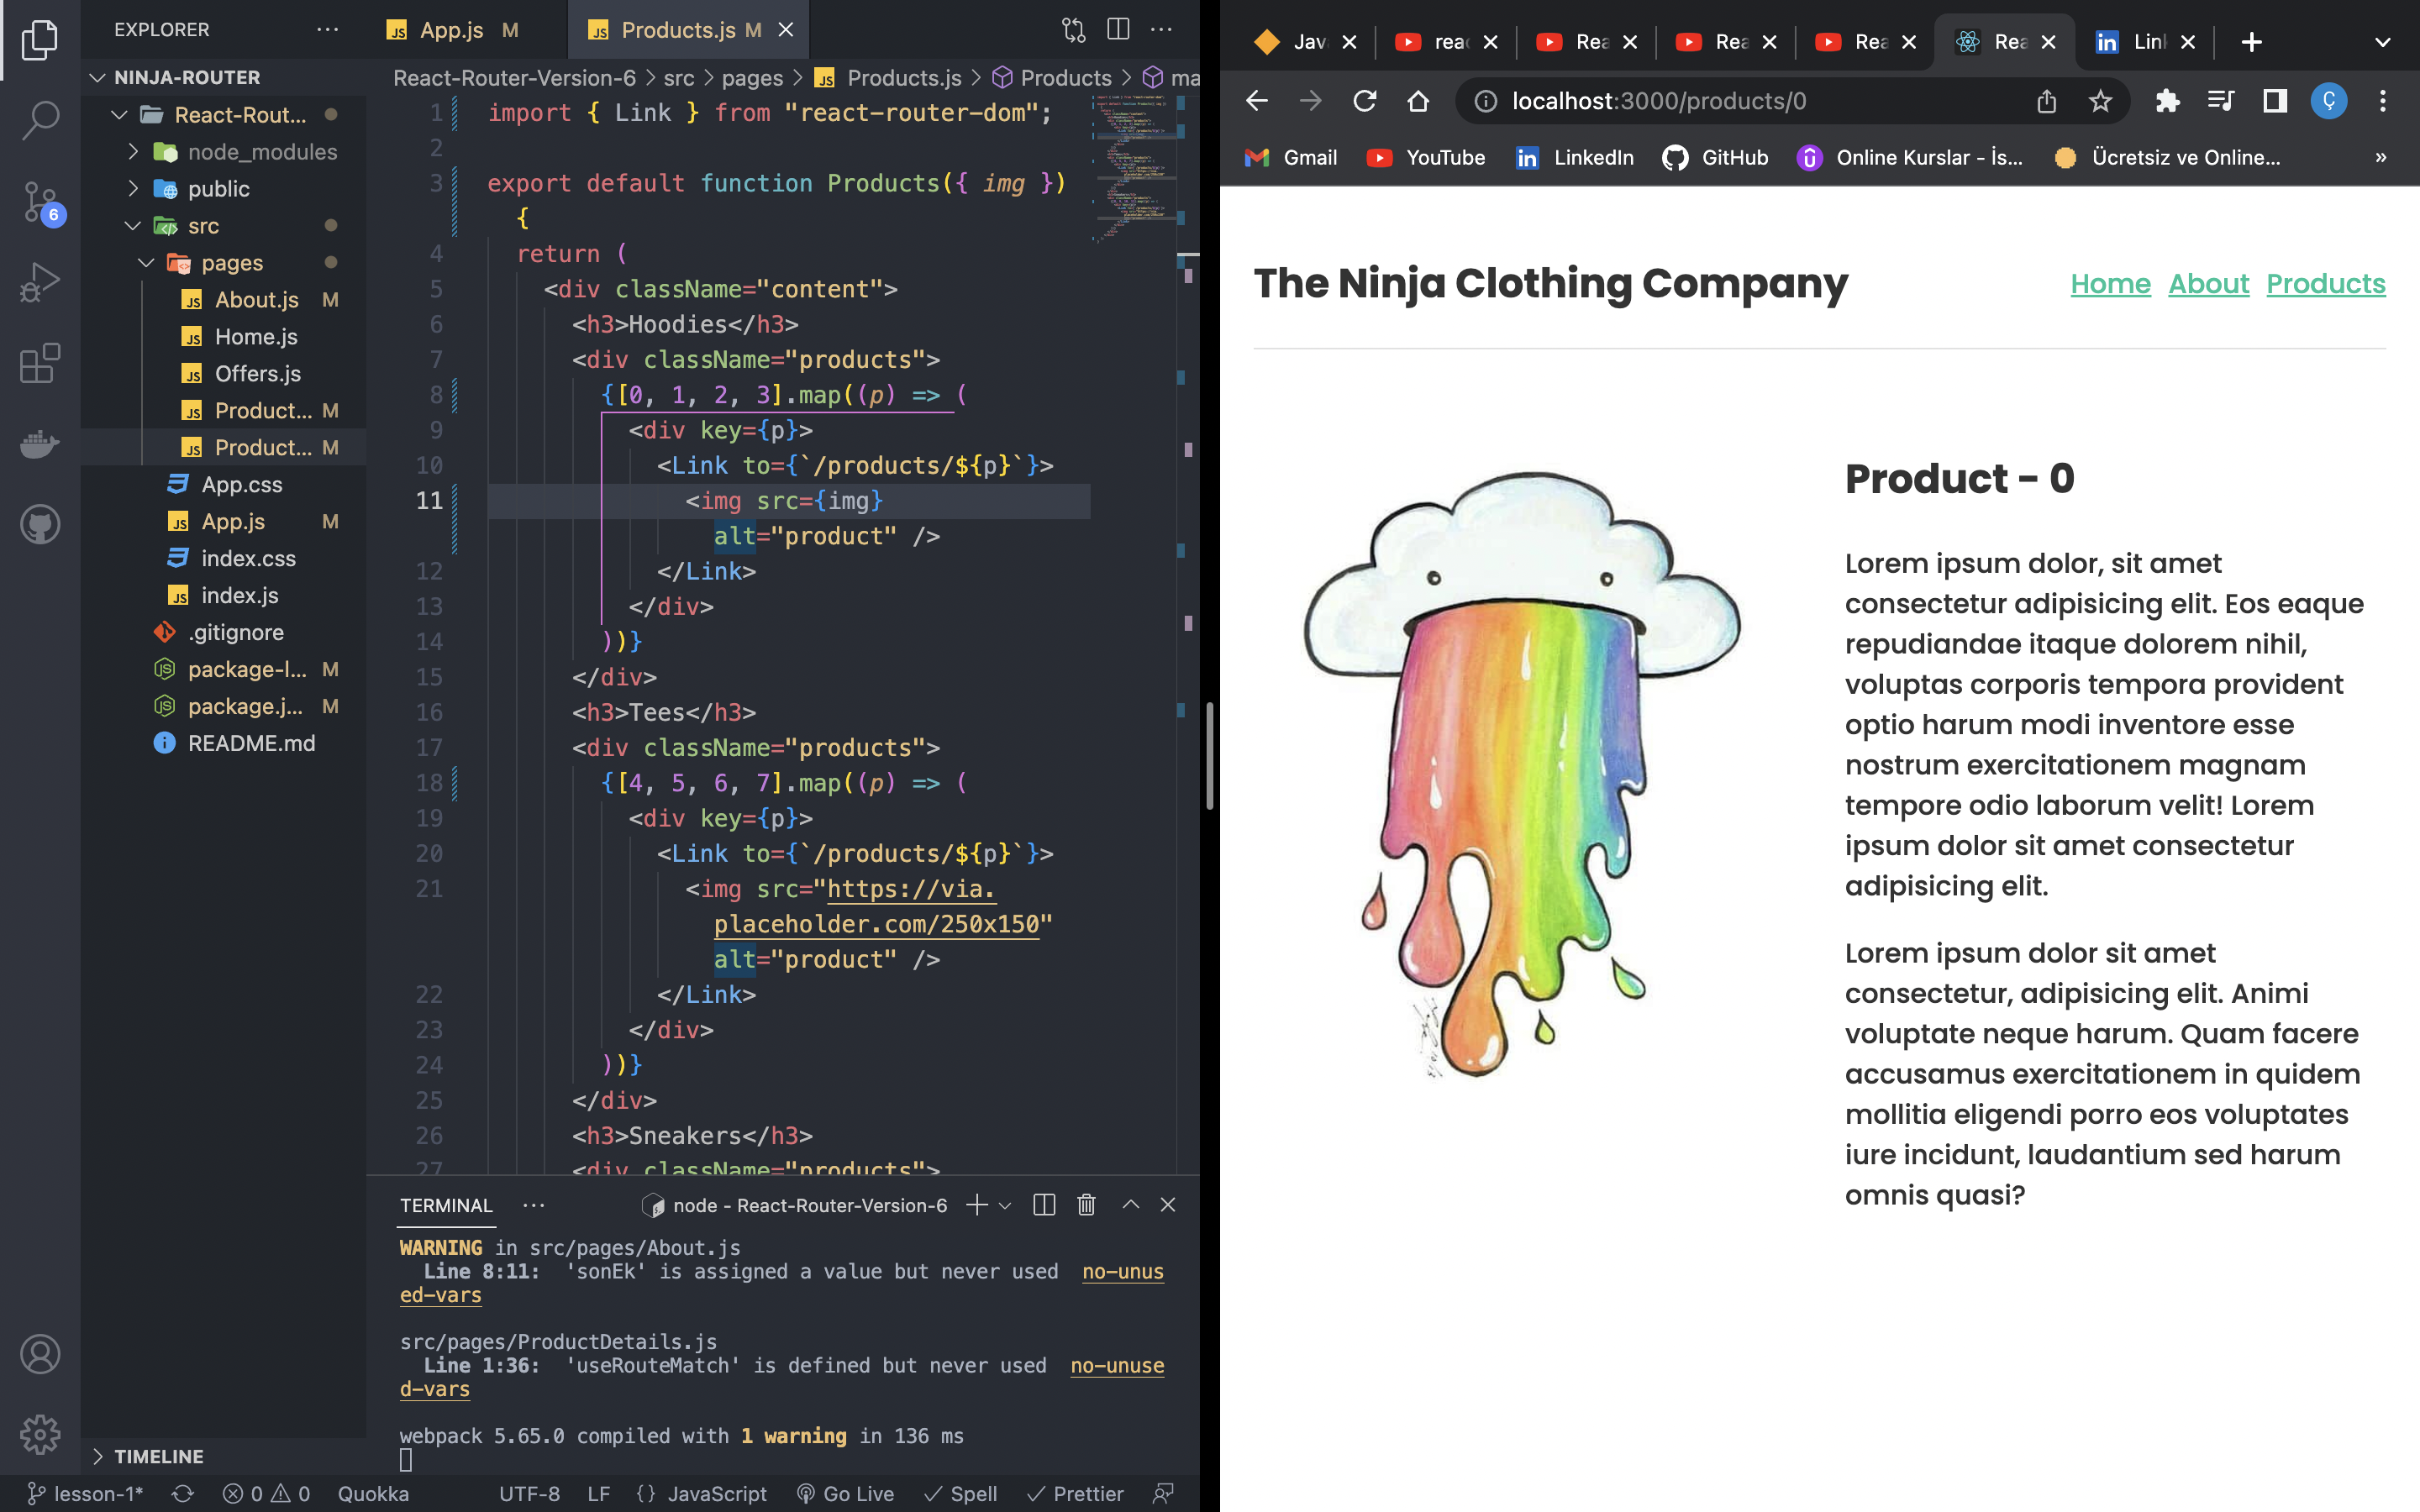 EXPLORER
NINJA-ROUTER
React-Rout...
node_modules
public
src
pages
About.js M
Home.js
Offers.js
Product... M
Product... M
App.css
App.js M
index.css
index.js
.gitignore
package-l... M
package.j... M
README.md
TIMELINE
6
App.js M
Products.js M
React-Router-Version-6 > src > pages > Products.js > Products > ma
1 import { Link } from "react-router-dom";
2
3 export default function Products({ img })
{
4 return (
5 <div className="content">
6 <h3>Hoodies</h3>
7 <div className="products">
8 {[0, 1, 2, 3].map((p) => (
9 <div key={p}>
10 <Link to={`/products/${p}`}>
11 <img src={img}
alt="product" />
12 </Link>
13 </div>
14 ))}
15 </div>
16 <h3>Tees</h3>
17 <div className="products">
18 {[4, 5, 6, 7].map((p) => (
19 <div key={p}>
20 <Link to={`/products/${p}`}>
21 <img src="https://via.
placeholder.com/250x150"
alt="product" />
22 </Link>
23 </div>
24 ))}
25 </div>
26 <h3>Sneakers</h3>
27 <div className="products">
TERMINAL
node - React-Router-Version-6
WARNING in src/pages/About.js
Line 8:11: 'sonEk' is assigned a value but never used no-unus
ed-vars
src/pages/ProductDetails.js
Line 1:36: 'useRouteMatch' is defined but never used no-unuse
d-vars
webpack 5.65.0 compiled with 1 warning in 136 ms
lesson-1* 0 0 Quokka UTF-8 LF {} JavaScript Go Live Spell Prettier
Jav reac Rea Rea Rea Rea Link
localhost:3000/products/0
Ç
Gmail YouTube LinkedIn GitHub Online Kurslar - İs... Ücretsiz ve Online... »
The Ninja Clothing Company
Home About Products
Product - 0
Lorem ipsum dolor, sit amet
consectetur adipisicing elit. Eos eaque
repudiandae itaque dolorem nihil,
voluptas corporis tempora provident
optio harum modi inventore esse
nostrum exercitationem magnam
tempore odio laborum velit! Lorem
ipsum dolor sit amet consectetur
adipisicing elit.
Lorem ipsum dolor sit amet
consectetur, adipisicing elit. Animi
voluptate neque harum. Quam facere
accusamus exercitationem in quidem
mollitia eligendi porro eos voluptates
iure incidunt, laudantium sed harum
omnis quasi?